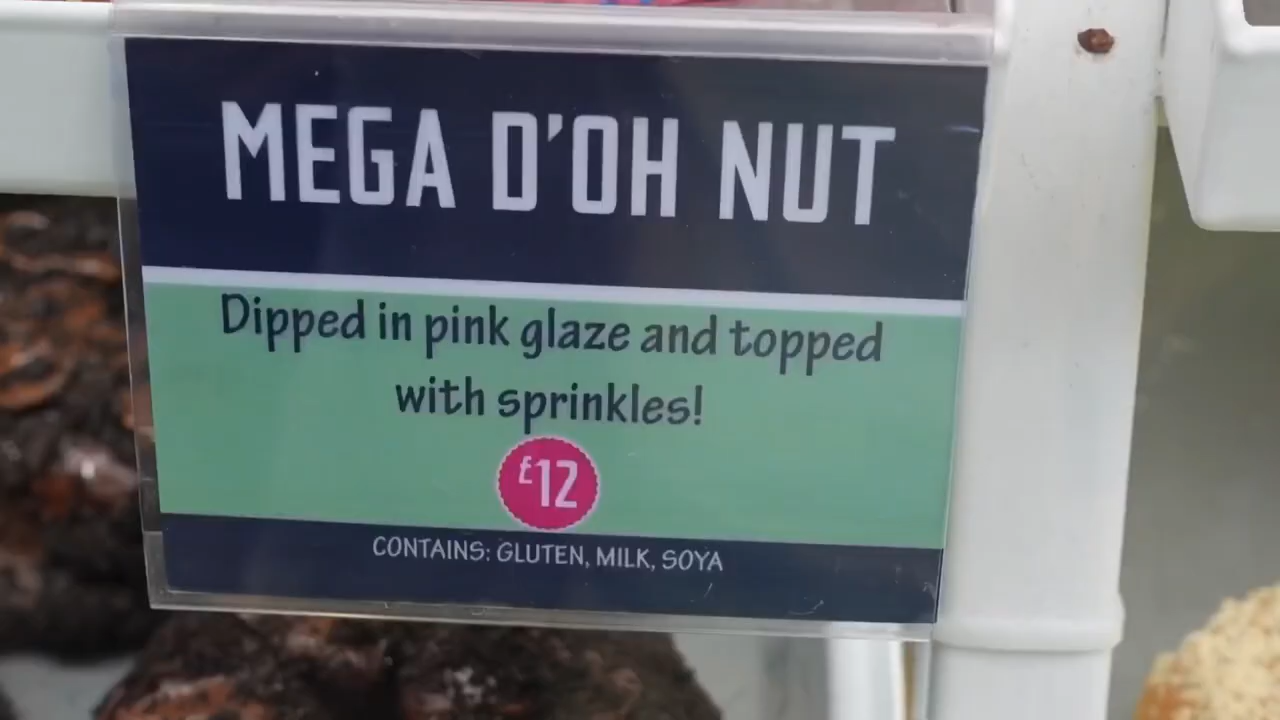 MEGA D'OH NUT
Dipped in pink glaze and topped
with sprinkles!
£12
CONTAINS: GLUTEN, MILK, SOYA